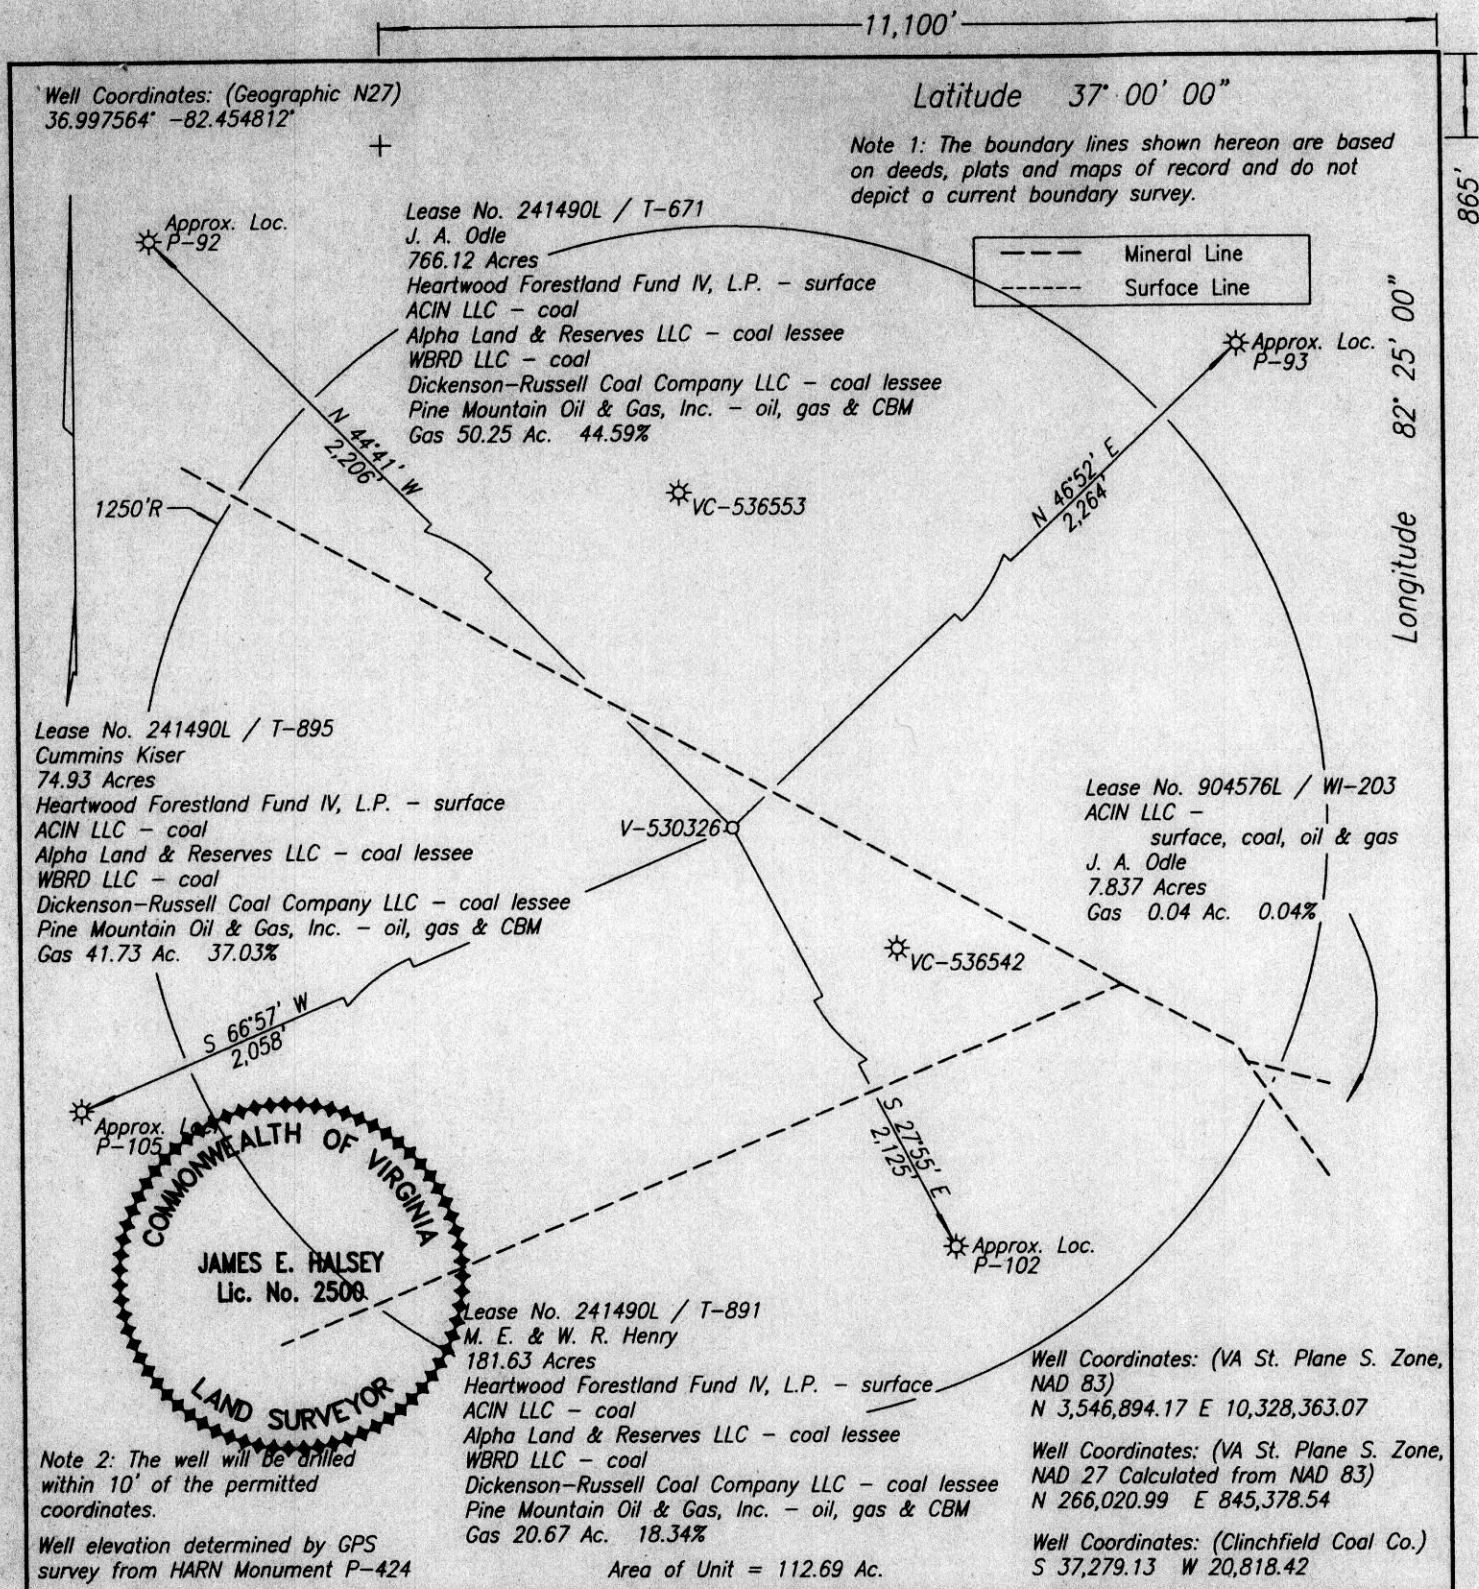 11,100'
Well Coordinates: (Geographic N27)
36.997564° -82.454812°
Latitude 37° 00' 00"
865'
Note 1: The boundary lines shown hereon are based
on deeds, plats and maps of record and do not
depict a current boundary survey.
Mineral Line
Surface Line
Longitude 82° 25' 00"
Approx. Loc.
P-92
Lease No. 241490L / T-671
J. A. Odle
766.12 Acres
Heartwood Forestland Fund IV, L.P. - surface
ACIN LLC - coal
Alpha Land & Reserves LLC - coal lessee
WBRD LLC - coal
Dickenson-Russell Coal Company LLC - coal lessee
Pine Mountain Oil & Gas, Inc. - oil, gas & CBM
Gas 50.25 Ac. 44.59%
Approx. Loc.
P-93
N 44°41' W
2,206'
N 46°52' E
2,264'
1250'R
VC-536553
Lease No. 241490L / T-895
Cummins Kiser
74.93 Acres
Heartwood Forestland Fund IV, L.P. - surface
ACIN LLC - coal
Alpha Land & Reserves LLC - coal lessee
WBRD LLC - coal
Dickenson-Russell Coal Company LLC - coal lessee
Pine Mountain Oil & Gas, Inc. - oil, gas & CBM
Gas 41.73 Ac. 37.03%
V-530326
Lease No. 904576L / WI-203
ACIN LLC -
surface, coal, oil & gas
J. A. Odle
7.837 Acres
Gas 0.04 Ac. 0.04%
VC-536542
S 66°57' W
2,058'
Approx. Loc.
P-105
S 27°55' E
2,125'
Approx. Loc.
P-102
COMMONWEALTH OF VIRGINIA
JAMES E. HALSEY
Lic. No. 2500
LAND SURVEYOR
Lease No. 241490L / T-891
M. E. & W. R. Henry
181.63 Acres
Heartwood Forestland Fund IV, L.P. - surface
ACIN LLC - coal
Alpha Land & Reserves LLC - coal lessee
WBRD LLC - coal
Dickenson-Russell Coal Company LLC - coal lessee
Pine Mountain Oil & Gas, Inc. - oil, gas & CBM
Gas 20.67 Ac. 18.34%
Area of Unit = 112.69 Ac.
Note 2: The well will be drilled
within 10' of the permitted
coordinates.
Well elevation determined by GPS
survey from HARN Monument P-424
Well Coordinates: (VA St. Plane S. Zone,
NAD 83)
N 3,546,894.17 E 10,328,363.07
Well Coordinates: (VA St. Plane S. Zone,
NAD 27 Calculated from NAD 83)
N 266,020.99 E 845,378.54
Well Coordinates: (Clinchfield Coal Co.)
S 37,279.13 W 20,818.42